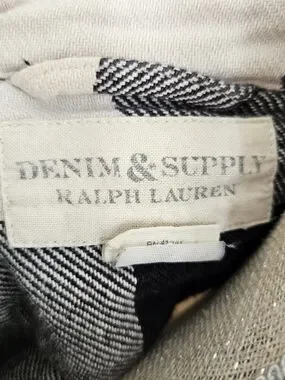 DENIM & SUPPLY
RALPH LAUREN